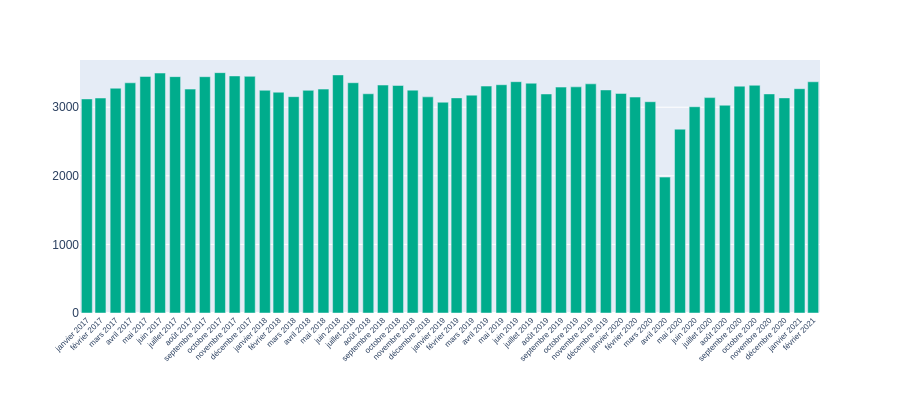 3000
2000
1000
0
janvier 2017
février 2017
mars 2017
avril 2017
mai 2017
juin 2017
juillet 2017
août 2017
septembre 2017
octobre 2017
novembre 2017
décembre 2017
janvier 2018
février 2018
mars 2018
avril 2018
mai 2018
juin 2018
juillet 2018
août 2018
septembre 2018
octobre 2018
novembre 2018
décembre 2018
janvier 2019
février 2019
mars 2019
avril 2019
mai 2019
juin 2019
juillet 2019
août 2019
septembre 2019
octobre 2019
novembre 2019
décembre 2019
janvier 2020
février 2020
mars 2020
avril 2020
mai 2020
juin 2020
juillet 2020
août 2020
septembre 2020
octobre 2020
novembre 2020
décembre 2020
janvier 2021
février 2021